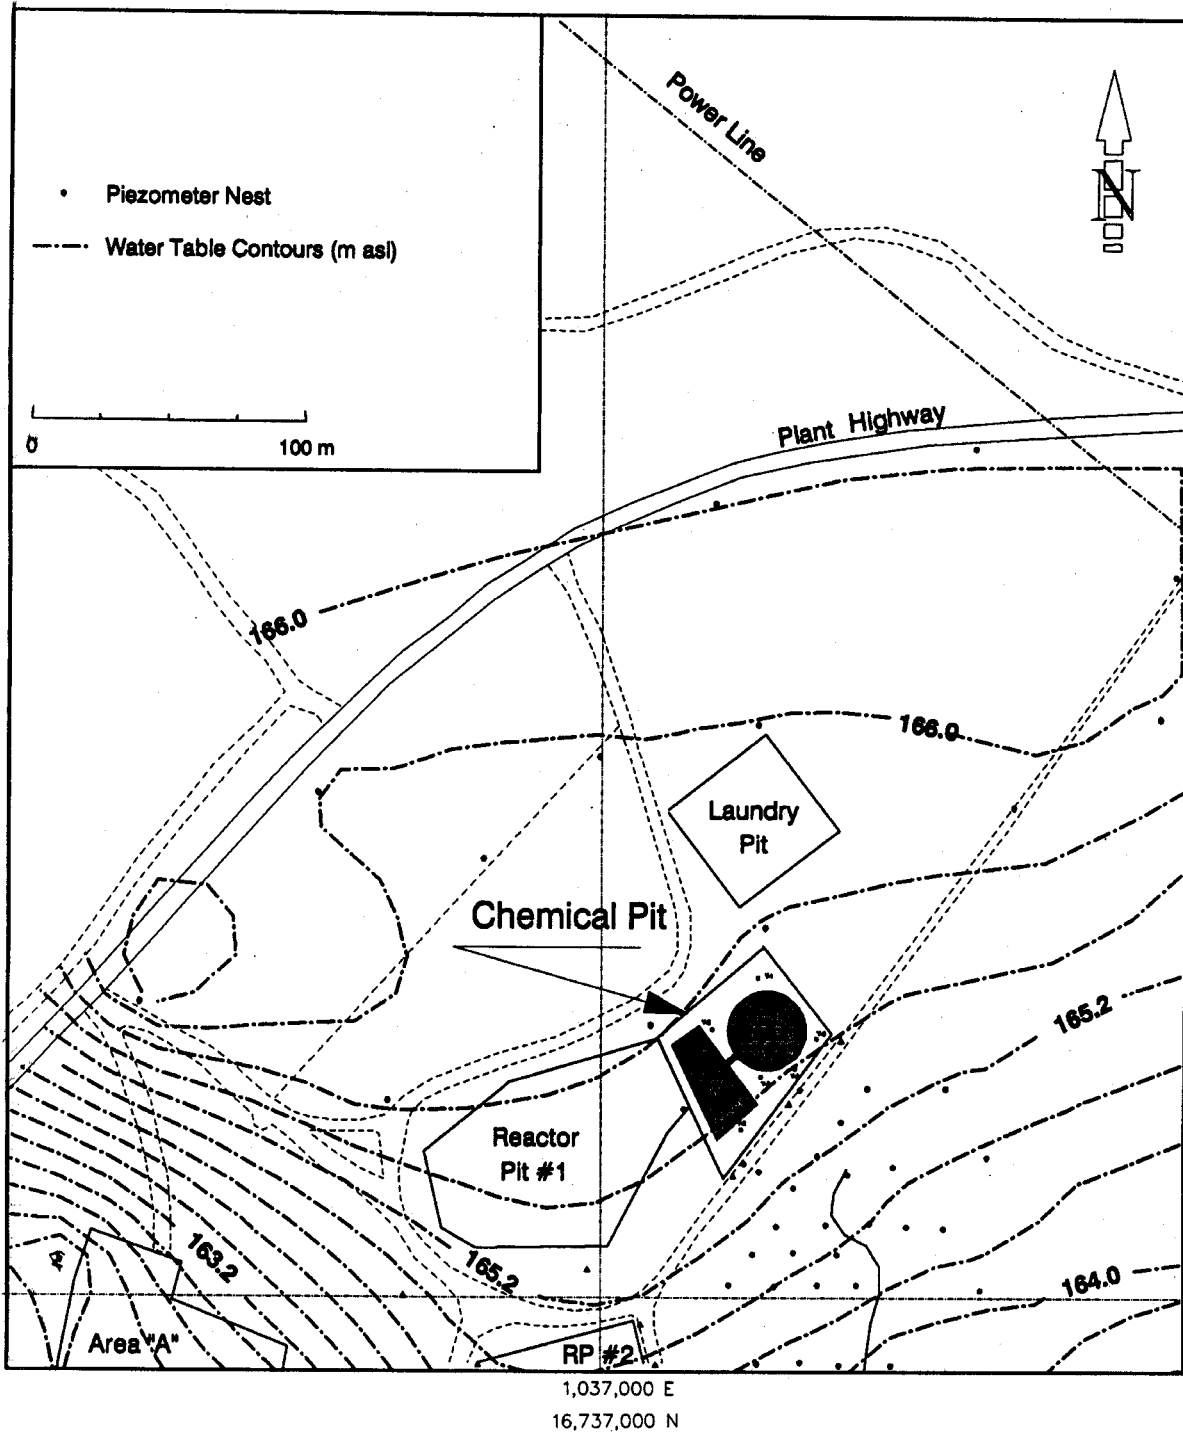 Power Line
N
Piezometer Nest
Water Table Contours (m asl)
0
100 m
Plant Highway
166.0
166.0
Laundry
Pit
Chemical Pit
165.2
Reactor
Pit #1
163.2
165.2
164.0
Area "A"
RP #2
1,037,000 E
16,737,000 N